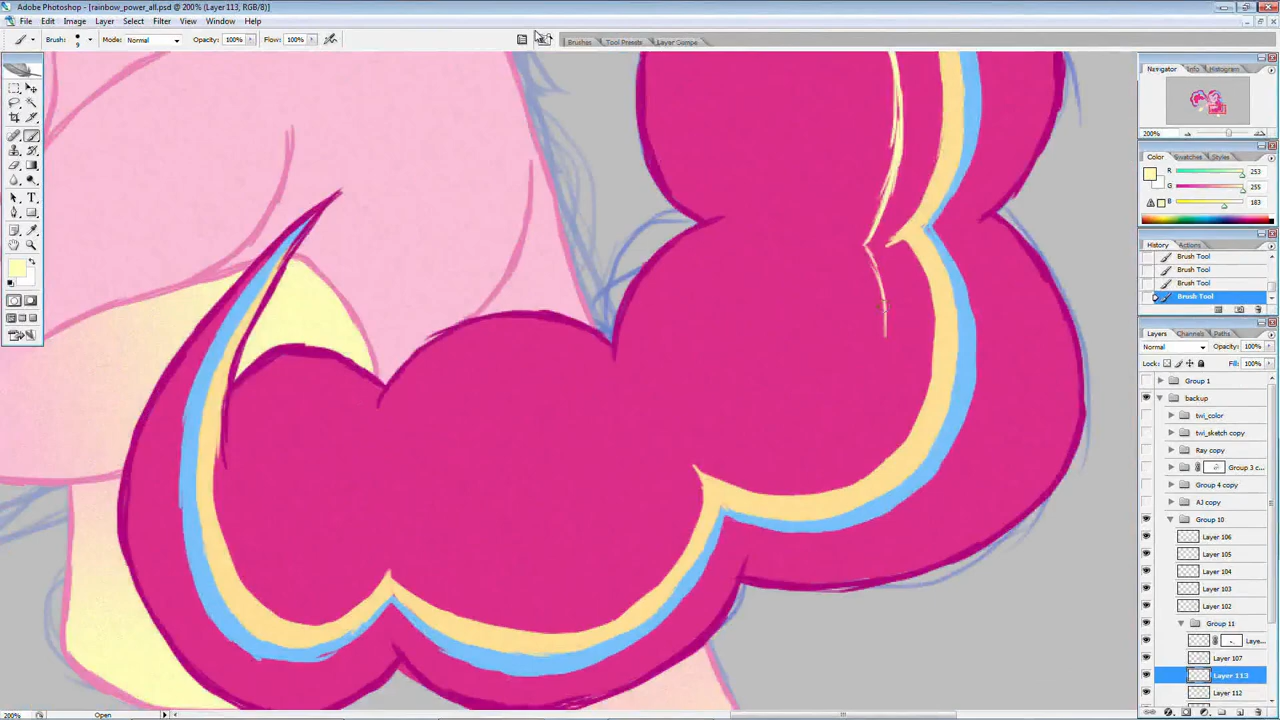 Adobe Photoshop - [rainbow_power_all.psd @ 200% (Layer 113, RGB/8)]
File Edit Image Layer Select Filter View Window Help
Brush: 9 Mode: Normal Opacity: 100% Flow: 100% Brushes Tool Presets Layer Comps
Navigator Info Histogram
200%
Color Swatches Styles
R 253
G 255
B 183
History Actions
Brush Tool
Brush Tool
Brush Tool
Brush Tool
Layers Channels Paths
Normal Opacity: 100%
Lock: Fill: 100%
Group 1
backup
twi_color
twi_sketch copy
Ray copy
Group 3 c...
Group 4 copy
AJ copy
Group 10
Layer 106
Layer 105
Layer 104
Layer 103
Layer 102
Group 11
Laye...
Layer 107
Layer 113
Layer 112
200% Open